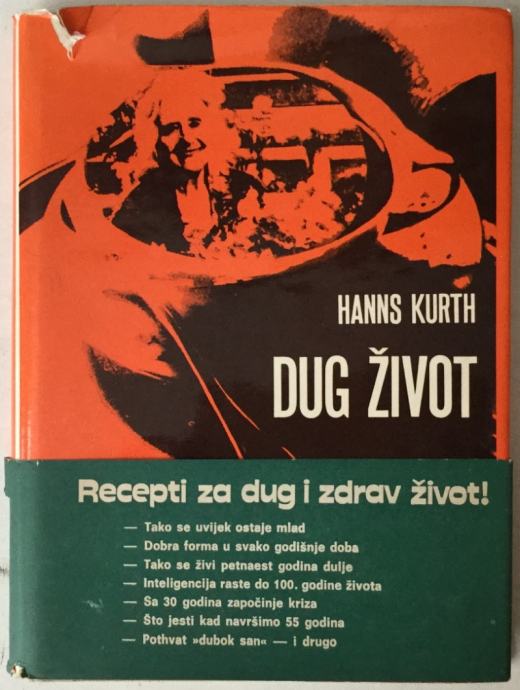 HANNS KURTH
DUG ŽIVOT
Recepti za dug i zdrav život!
— Tako se uvijek ostaje mlad
— Dobra forma u svako godišnje doba
— Tako se živi petnaest godina dulje
— Inteligencija raste do 100. godine života
— Sa 30 godina započinje kriza
— Što jesti kad navršimo 55 godina
— Pothvat »dubok san« — i drugo